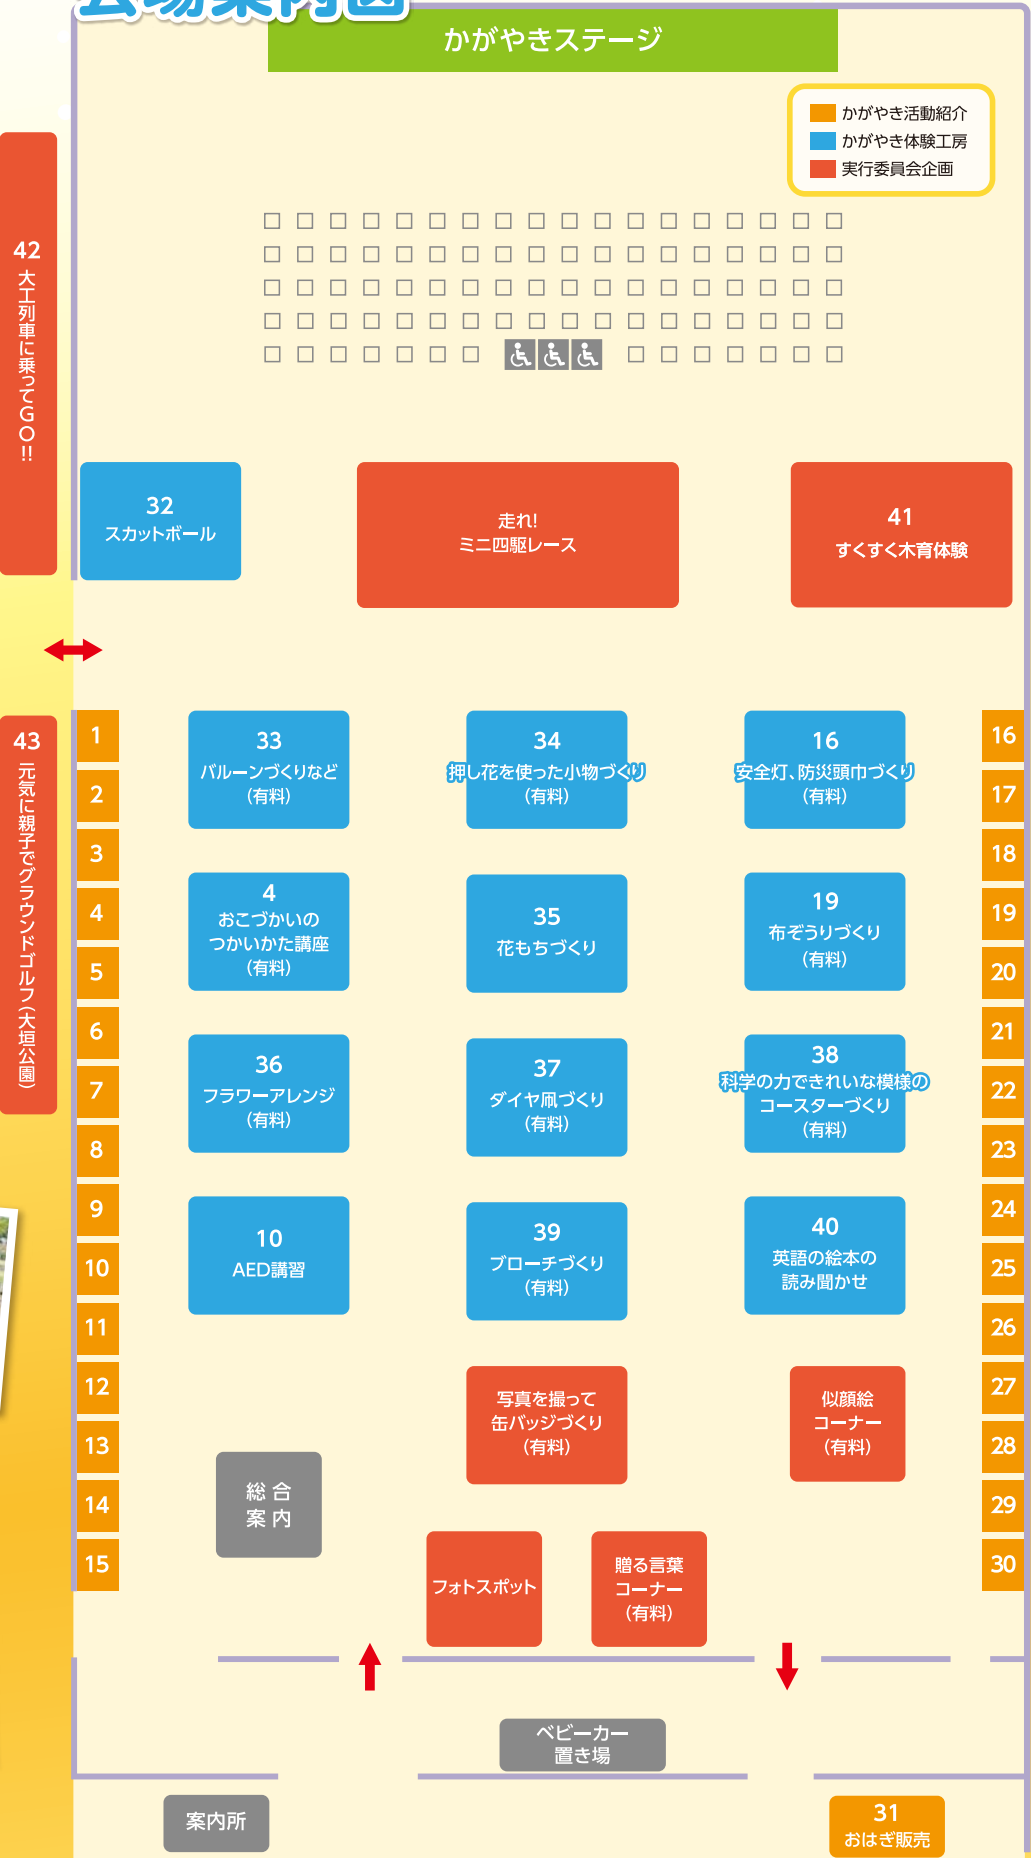 会場案内図
かがやきステージ
かがやき活動紹介
かがやき体験工房
実行委員会企画
42
大工列車に乗ってGO!!
32
スカットボール
走れ!
ミニ四駆レース
41
すくすく木育体験
43
元気に親子でグラウンドゴルフ(大垣公園)
1
2
3
4
5
6
7
8
9
10
11
12
13
14
15
33
バルーンづくりなど
(有料)
34
押し花を使った小物づくり
(有料)
16
安全灯、防災頭巾づくり
(有料)
4
おこづかいの
つかいかた講座
(有料)
35
花もちづくり
19
布ぞうりづくり
(有料)
36
フラワーアレンジ
(有料)
37
ダイヤ凧づくり
(有料)
38
科学の力できれいな模様の
コースターづくり
(有料)
10
AED講習
39
ブローチづくり
(有料)
40
英語の絵本の
読み聞かせ
写真を撮って
缶バッジづくり
(有料)
似顔絵
コーナー
(有料)
総合
案内
フォトスポット
贈る言葉
コーナー
(有料)
16
17
18
19
20
21
22
23
24
25
26
27
28
29
30
ベビーカー
置き場
案内所
31
おはぎ販売